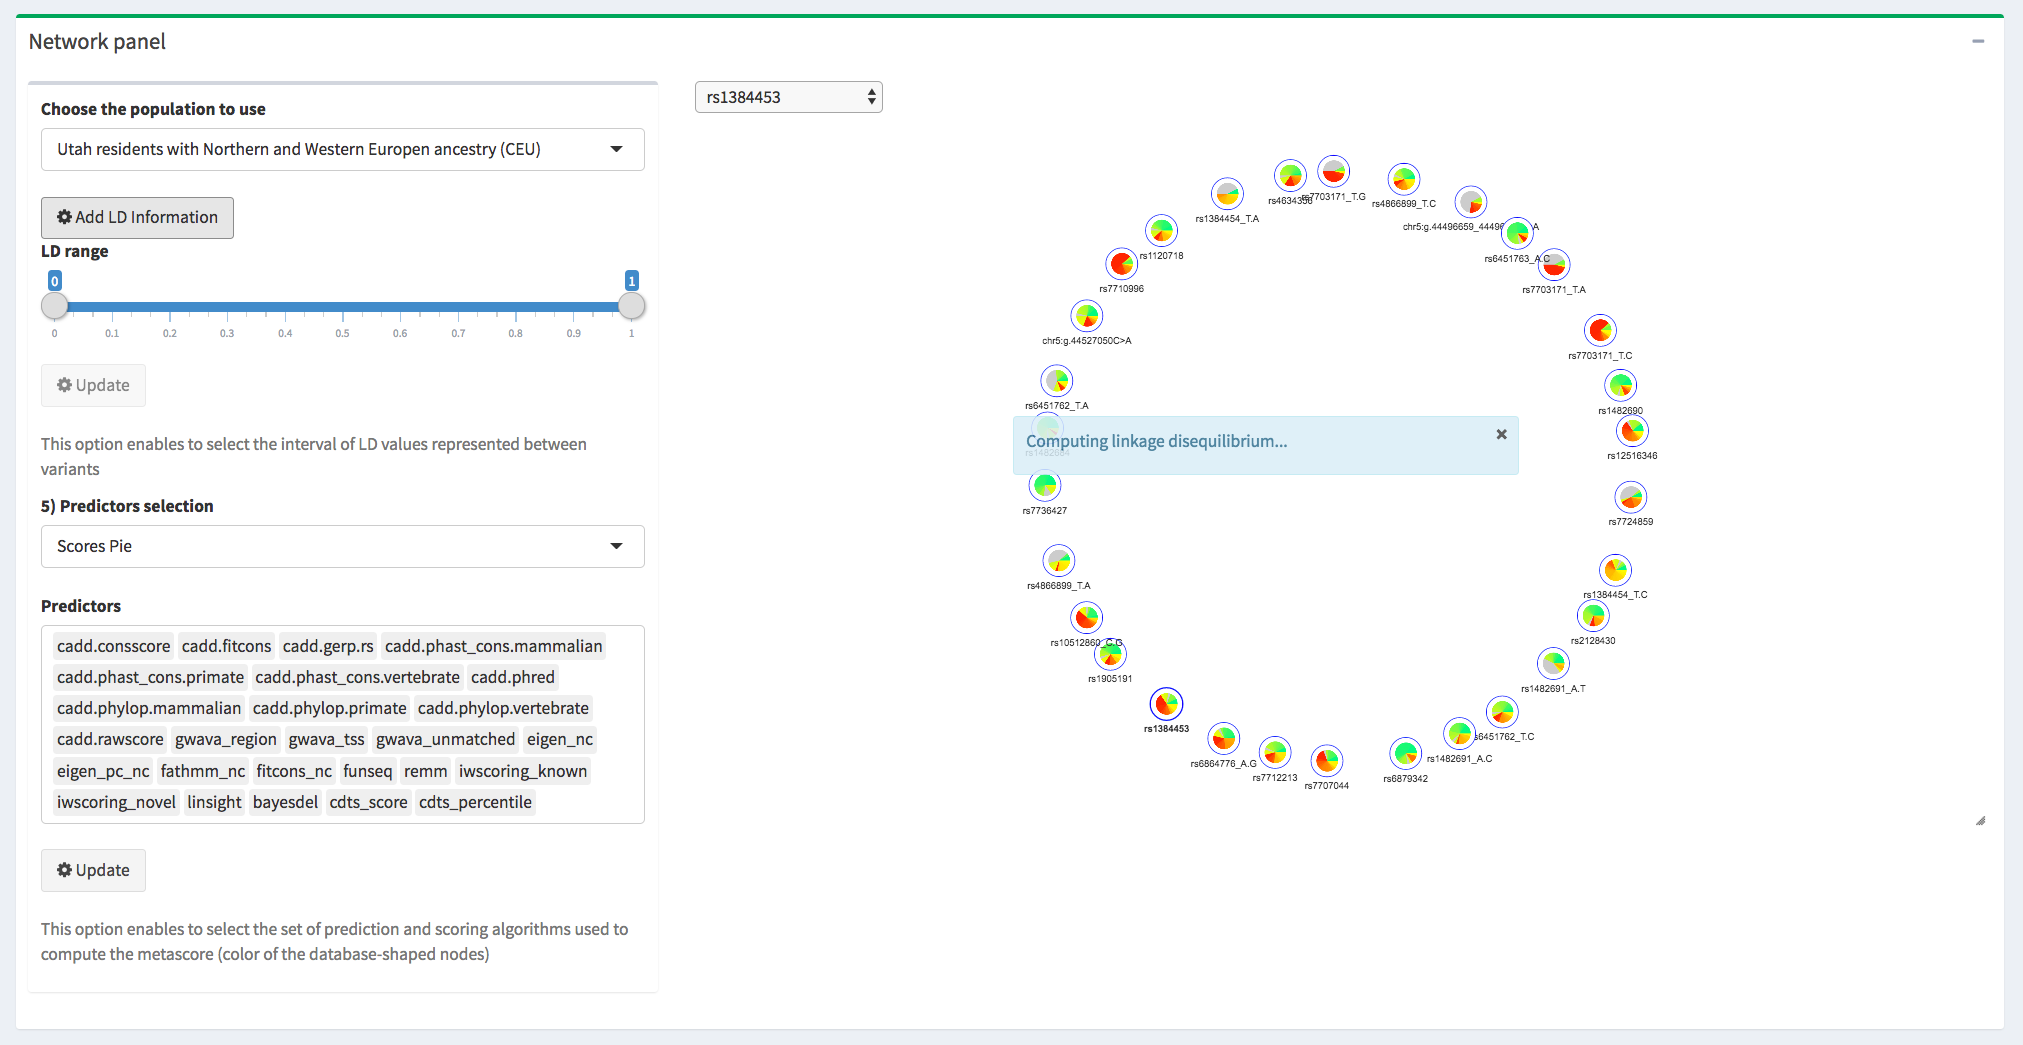 Network panel
Choose the population to use
Utah residents with Northern and Western Europen ancestry (CEU)
Add LD Information
LD range
0 1
0 0.1 0.2 0.3 0.4 0.5 0.6 0.7 0.8 0.9 1
Update
This option enables to select the interval of LD values represented between
variants
5) Predictors selection
Scores Pie
Predictors
cadd.consscore cadd.fitcons cadd.gerp.rs cadd.phast_cons.mammalian
cadd.phast_cons.primate cadd.phast_cons.vertebrate cadd.phred
cadd.phylop.mammalian cadd.phylop.primate cadd.phylop.vertebrate
cadd.rawscore gwava_region gwava_tss gwava_unmatched eigen_nc
eigen_pc_nc fathmm_nc fitcons_nc funseq remm iwscoring_known
iwscoring_novel linsight bayesdel cdts_score cdts_percentile
Update
This option enables to select the set of prediction and scoring algorithms used to
compute the metascore (color of the database-shaped nodes)
rs1384453
rs4634356
rs7703171_T.G
rs4866899_T.C
rs1384454_T.A
chr5:g.44496659_4449 A
rs1120718
rs6451763_A.C
rs7710996
rs7703171_T.A
chr5:g.44527050C>A
rs7703171_T.C
rs6451762_T.A
rs1482690
Computing linkage disequilibrium...
rs12516346
rs7736427
rs7724859
rs4866899_T.A
rs1384454_T.C
rs10512860_C.G
rs2128430
rs1905191
rs1482691_A.T
rs1384453
s6451762_T.C
rs6864776_A.G
rs1482691_A.C
rs7712213
rs7707044
rs6879342